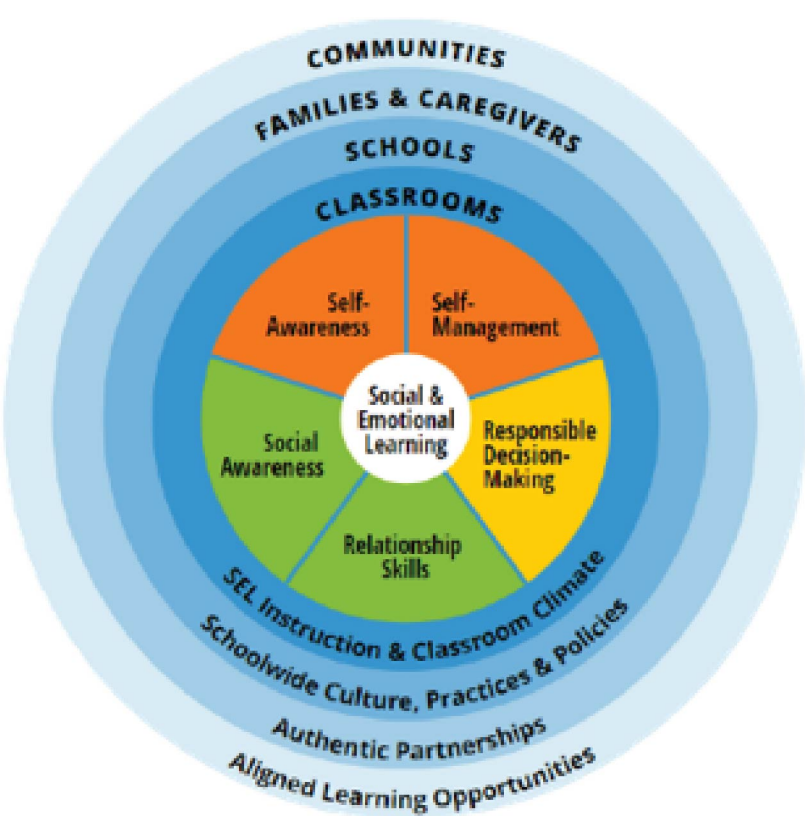 COMMUNITIES
FAMILIES & CAREGIVERS
SCHOOLS
CLASSROOMS
Self-
Awareness
Self-
Management
Social &
Emotional
Learning
Social
Awareness
Responsible
Decision-
Making
Relationship
Skills
SEL Instruction & Classroom Climate
Schoolwide Culture, Practices & Policies
Authentic Partnerships
Aligned Learning Opportunities